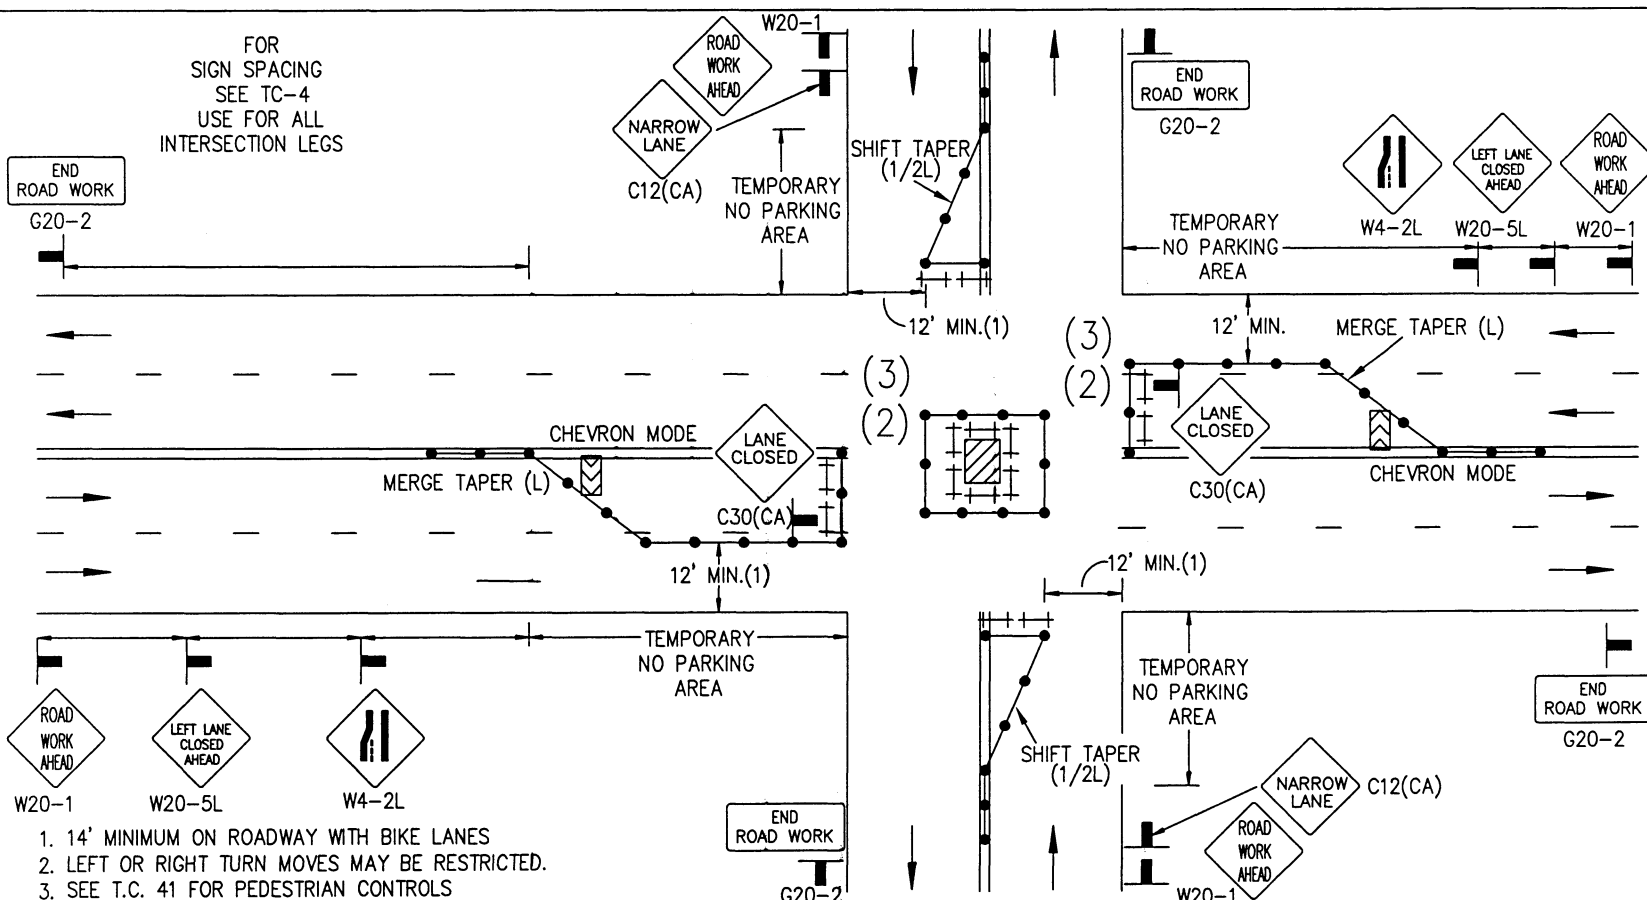 FOR
SIGN SPACING
SEE TC-4
USE FOR ALL
INTERSECTION LEGS
END
ROAD WORK
G20-2
W20-1
ROAD
WORK
AHEAD
NARROW
LANE
C12(CA)
TEMPORARY
NO PARKING
AREA
SHIFT TAPER
(1/2L)
END
ROAD WORK
G20-2
LEFT LANE
CLOSED
AHEAD
ROAD
WORK
AHEAD
W4-2L
W20-5L
W20-1
TEMPORARY
NO PARKING
AREA
12' MIN.(1)
(3)
(2)
12' MIN.
MERGE TAPER (L)
(3)
(2)
LANE
CLOSED
C30(CA)
CHEVRON MODE
CHEVRON MODE
LANE
CLOSED
MERGE TAPER (L)
C30(CA)
12' MIN.(1)
12' MIN.(1)
TEMPORARY
NO PARKING
AREA
TEMPORARY
NO PARKING
AREA
END
ROAD WORK
G20-2
ROAD
WORK
AHEAD
LEFT LANE
CLOSED
AHEAD
W20-1
W20-5L
W4-2L
SHIFT TAPER
(1/2L)
NARROW
LANE
C12(CA)
ROAD
WORK
AHEAD
W20-1
END
ROAD WORK
G20-2
1. 14' MINIMUM ON ROADWAY WITH BIKE LANES
2. LEFT OR RIGHT TURN MOVES MAY BE RESTRICTED.
3. SEE T.C. 41 FOR PEDESTRIAN CONTROLS